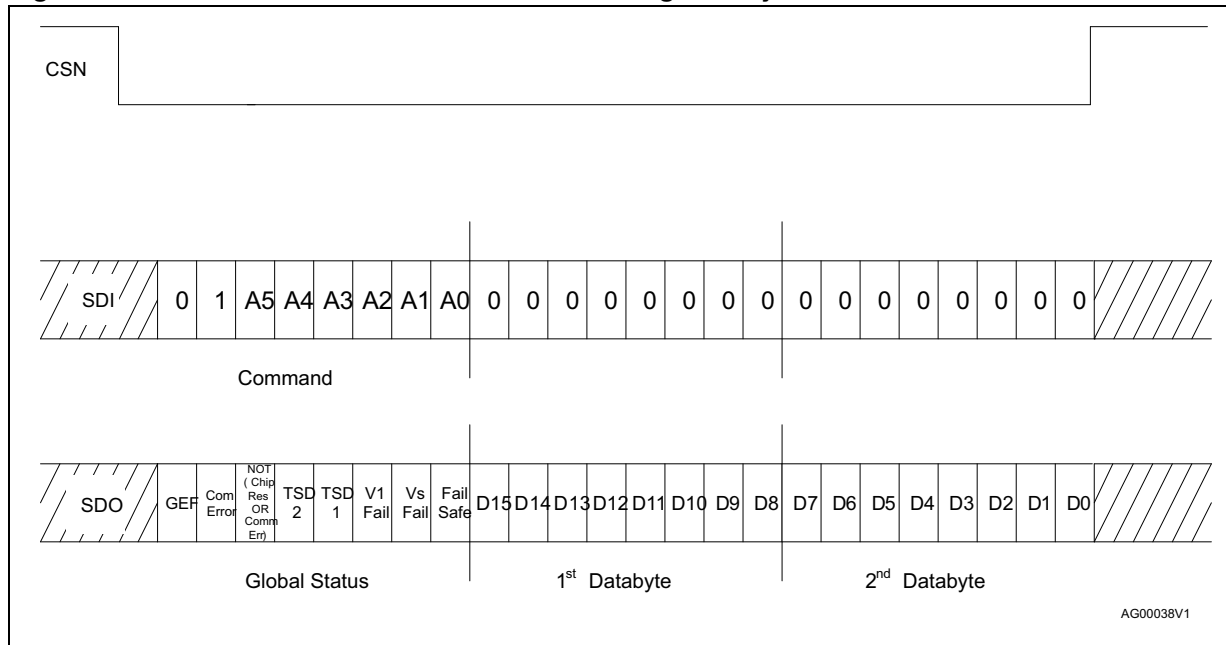 CSN
SDI 0 1 A5 A4 A3 A2 A1 A0 0 0 0 0 0 0 0 0 0 0 0 0 0 0 0 0
Command
SDO GEF Com Error NOT ( Chip Res OR Comm Err) TSD 2 TSD 1 V1 Fail Vs Fail Fail Safe D15 D14 D13 D12 D11 D10 D9 D8 D7 D6 D5 D4 D3 D2 D1 D0
Global Status 1st Databyte 2nd Databyte
AG00038V1